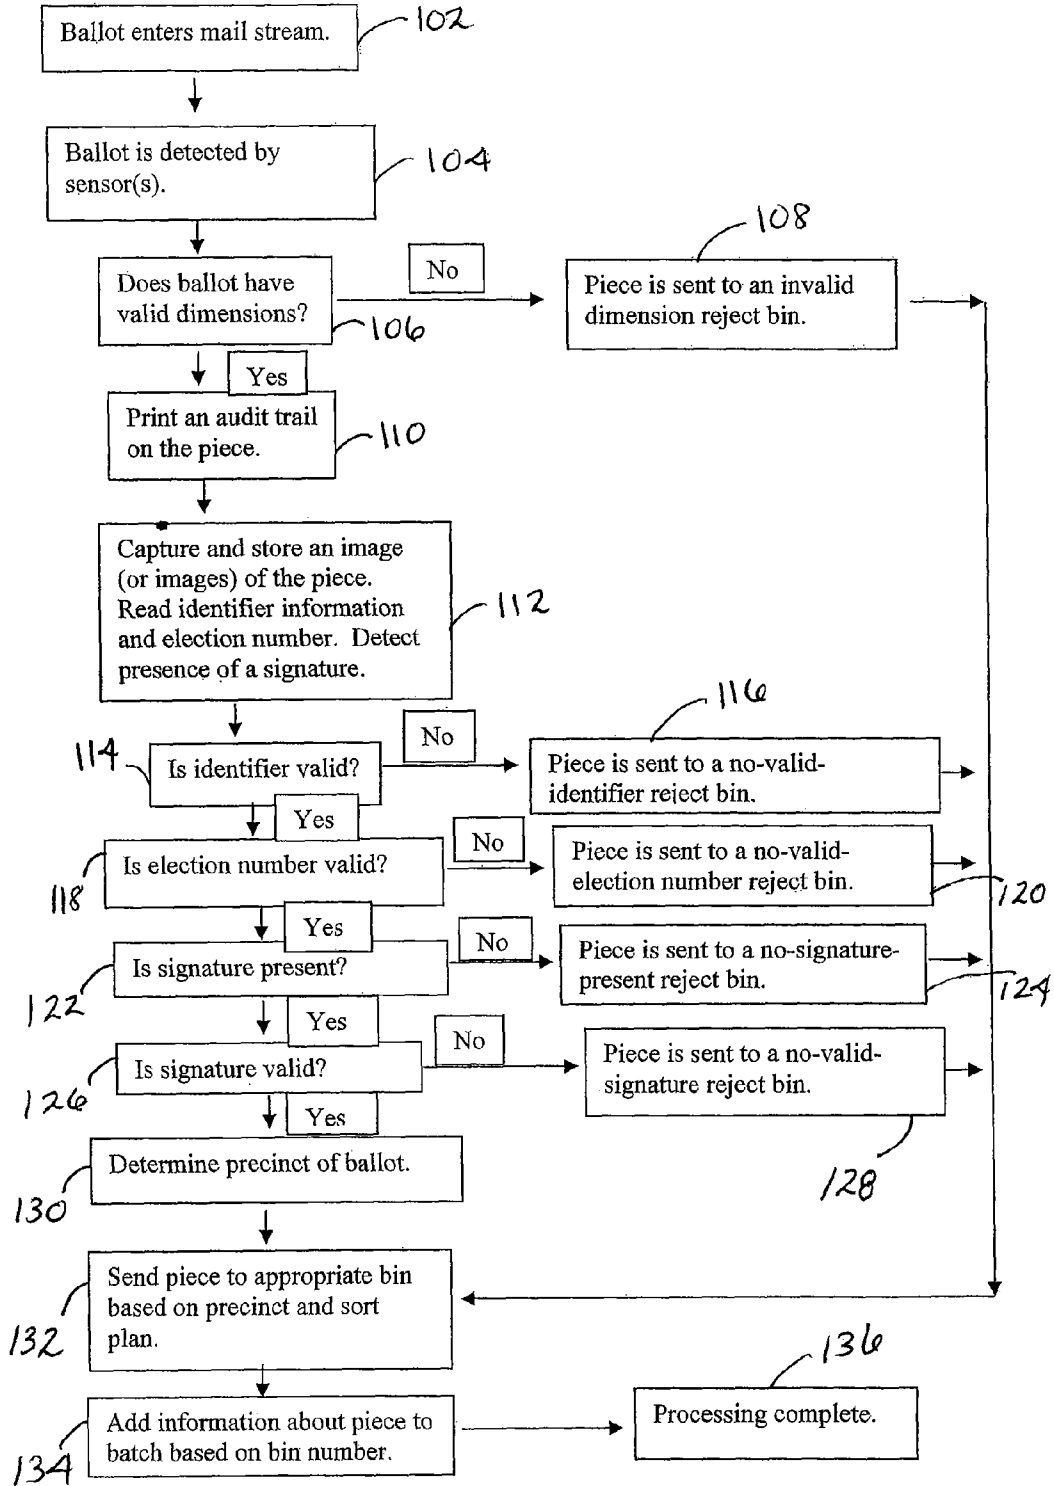 Ballot enters mail stream.
102
Ballot is detected by
sensor(s).
104
Does ballot have
valid dimensions?
106
No
108
Piece is sent to an invalid
dimension reject bin.
Yes
Print an audit trail
on the piece.
110
Capture and store an image
(or images) of the piece.
Read identifier information
and election number. Detect
presence of a signature.
112
114
Is identifier valid?
No
116
Piece is sent to a no-valid-
identifier reject bin.
Yes
118
Is election number valid?
No
Piece is sent to a no-valid-
election number reject bin.
120
Yes
122
Is signature present?
No
Piece is sent to a no-signature-
present reject bin.
124
Yes
126
Is signature valid?
No
Piece is sent to a no-valid-
signature reject bin.
128
Yes
130
Determine precinct of ballot.
132
Send piece to appropriate bin
based on precinct and sort
plan.
134
Add information about piece to
batch based on bin number.
136
Processing complete.